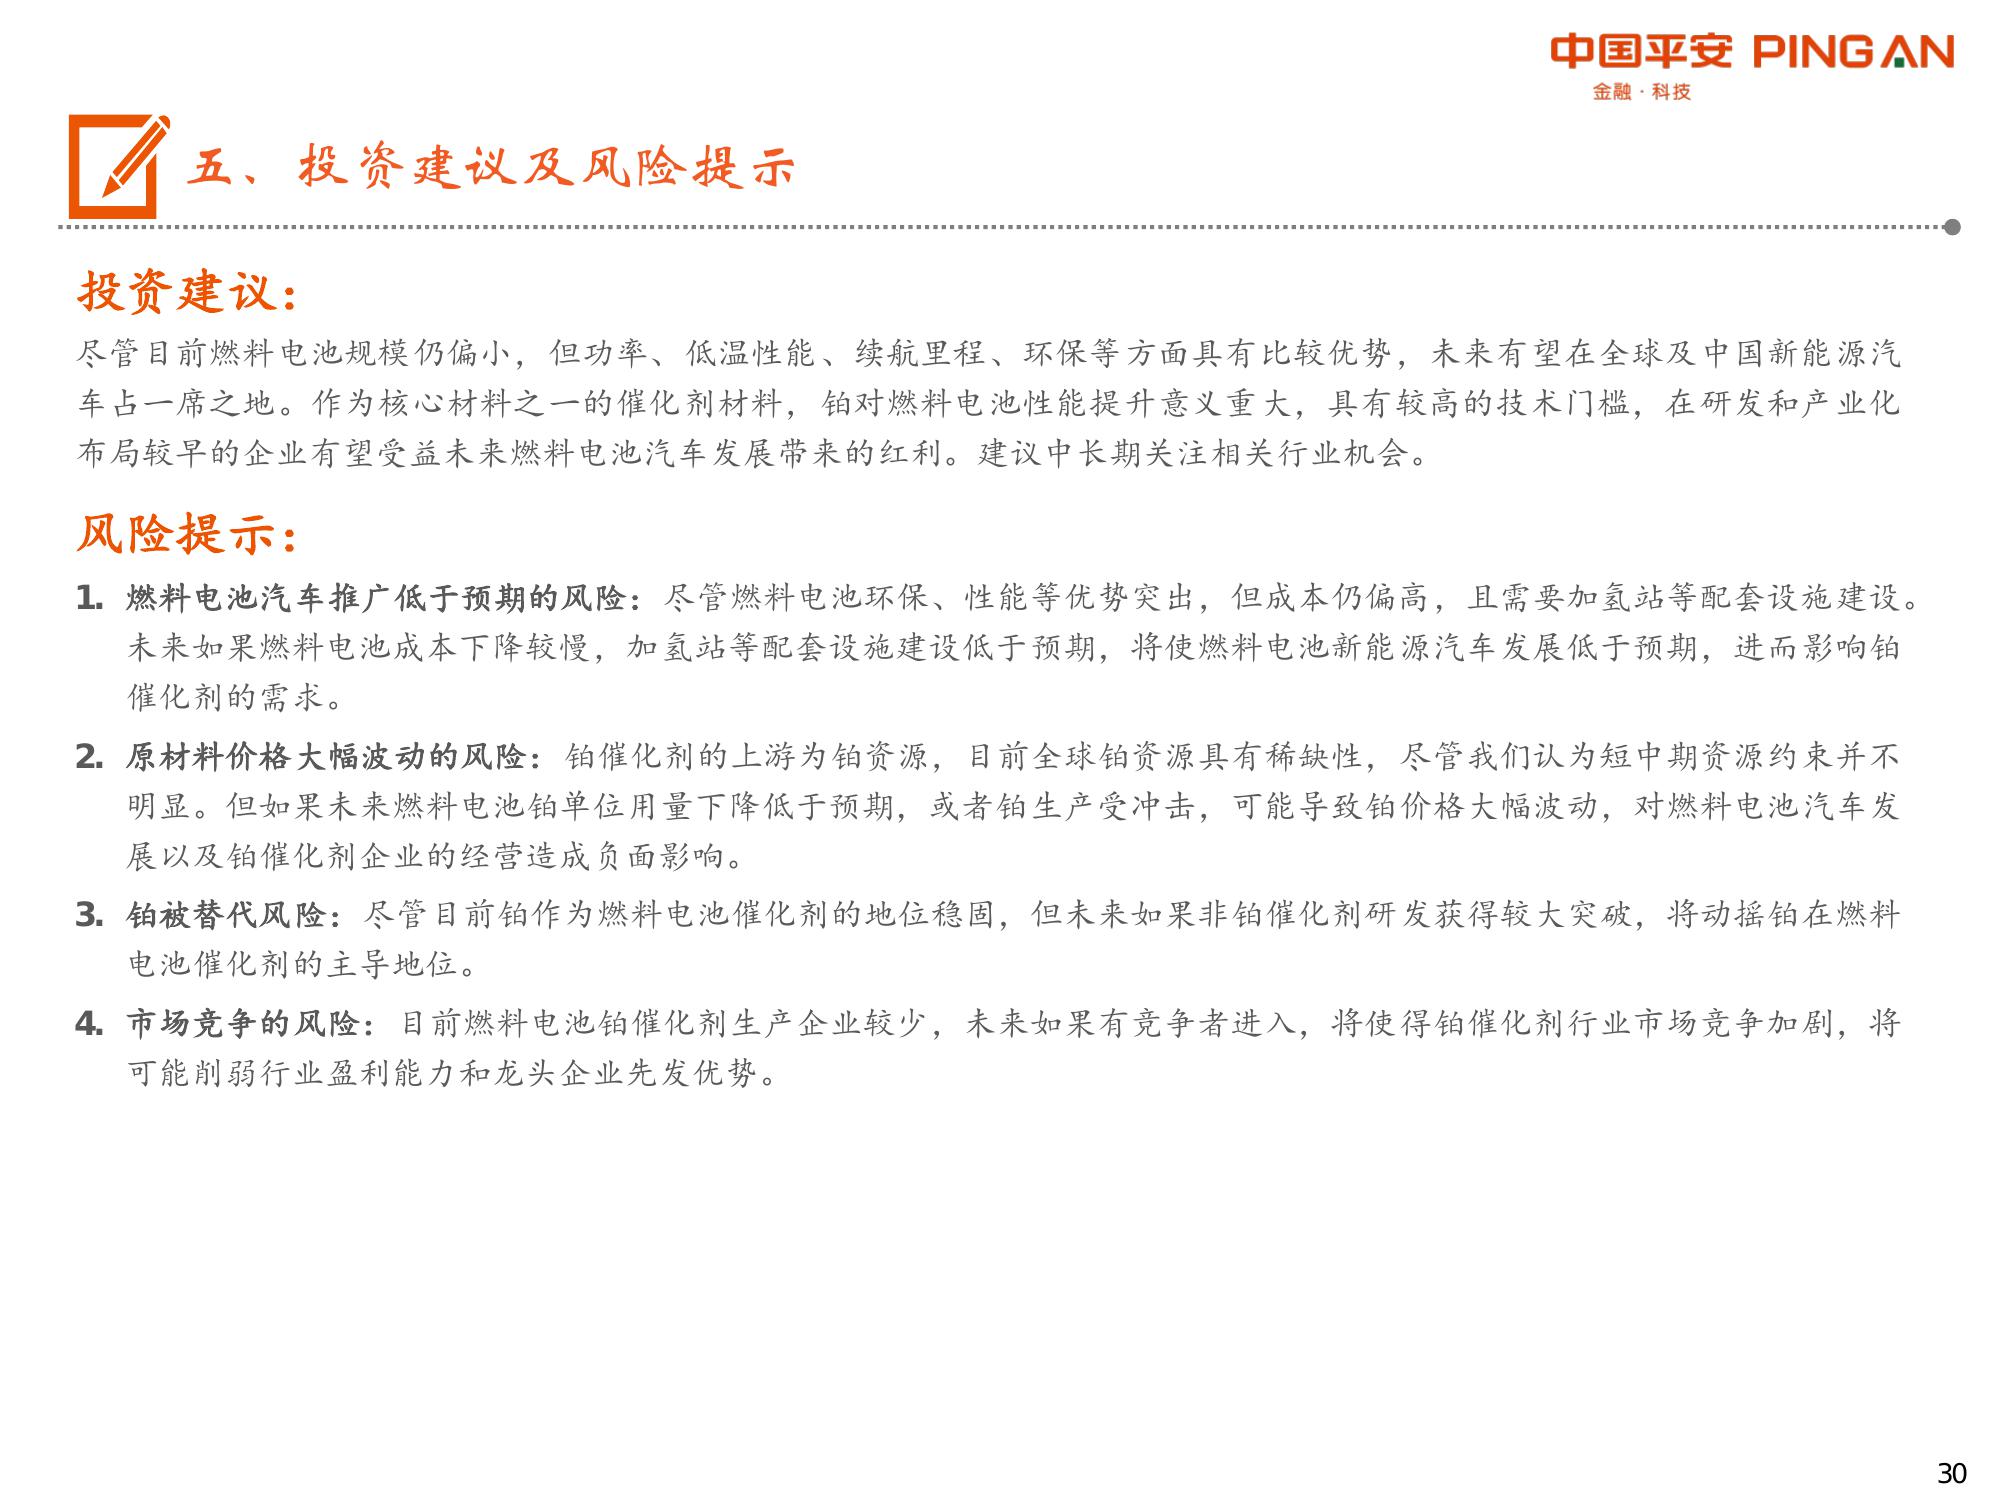 中国平安 PING AN
金融·科技
五、投资建议及风险提示
投资建议：
尽管目前燃料电池规模仍偏小，但功率、低温性能、续航里程、环保等方面具有比较优势，未来有望在全球及中国新能源汽
车占一席之地。作为核心材料之一的催化剂材料，铂对燃料电池性能提升意义重大，具有较高的技术门槛，在研发和产业化
布局较早的企业有望受益未来燃料电池汽车发展带来的红利。建议中长期关注相关行业机会。
风险提示：
1. 燃料电池汽车推广低于预期的风险：尽管燃料电池环保、性能等优势突出，但成本仍偏高，且需要加氢站等配套设施建设。
未来如果燃料电池成本下降较慢，加氢站等配套设施建设低于预期，将使燃料电池新能源汽车发展低于预期，进而影响铂
催化剂的需求。
2. 原材料价格大幅波动的风险：铂催化剂的上游为铂资源，目前全球铂资源具有稀缺性，尽管我们认为短中期资源约束并不
明显。但如果未来燃料电池铂单位用量下降低于预期，或者铂生产受冲击，可能导致铂价格大幅波动，对燃料电池汽车发
展以及铂催化剂企业的经营造成负面影响。
3. 铂被替代风险：尽管目前铂作为燃料电池催化剂的地位稳固，但未来如果非铂催化剂研发获得较大突破，将动摇铂在燃料
电池催化剂的主导地位。
4. 市场竞争的风险：目前燃料电池铂催化剂生产企业较少，未来如果有竞争者进入，将使得铂催化剂行业市场竞争加剧，将
可能削弱行业盈利能力和龙头企业先发优势。
30